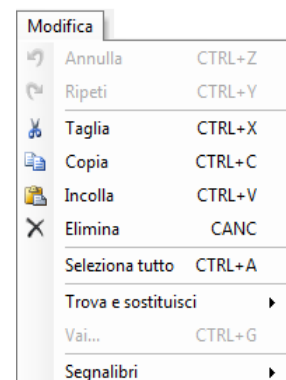 Modifica
Annulla CTRL+Z
Ripeti CTRL+Y
Taglia CTRL+X
Copia CTRL+C
Incolla CTRL+V
Elimina CANC
Seleziona tutto CTRL+A
Trova e sostituisci
Vai... CTRL+G
Segnalibri